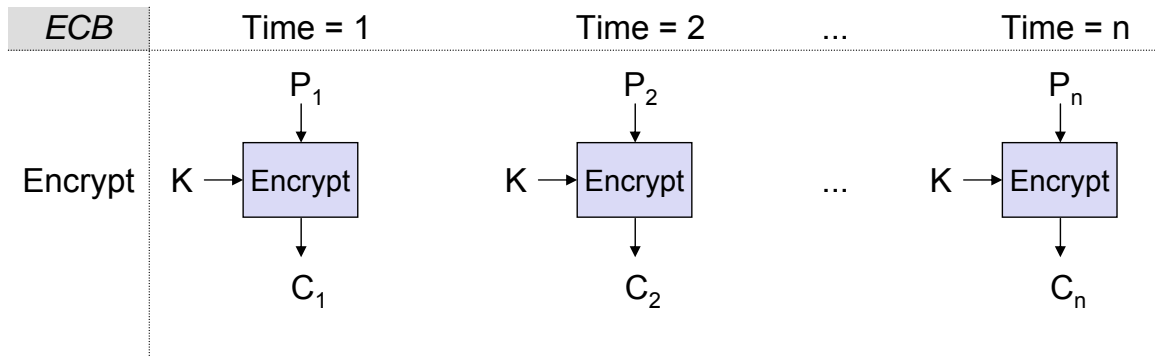 ECB Time = 1 Time = 2 ... Time = n
P1 P2 Pn
Encrypt K Encrypt K Encrypt ... K Encrypt
C1 C2 Cn